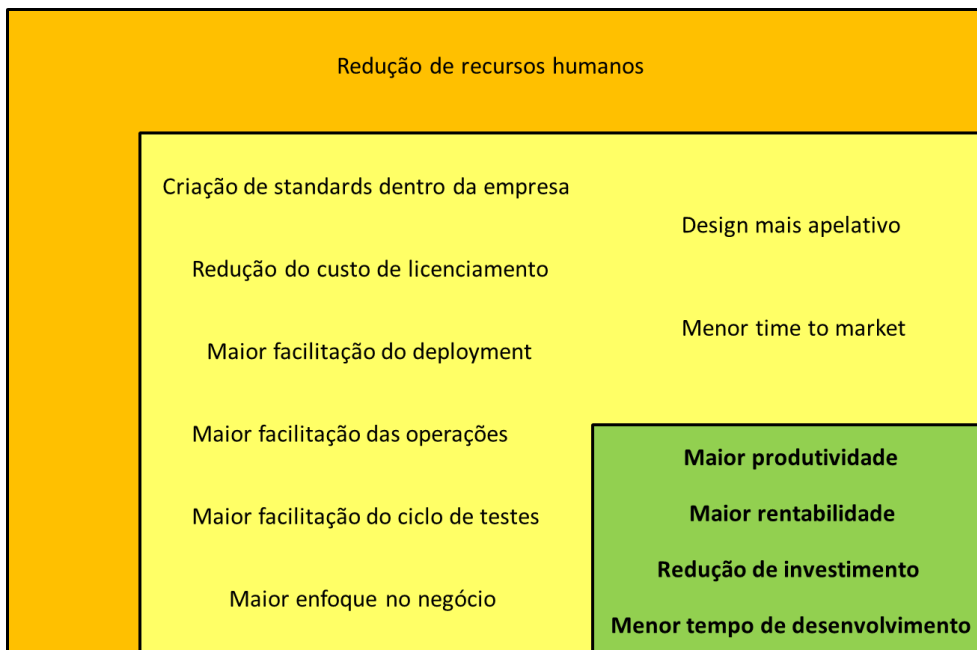 Redução de recursos humanos
Criação de standards dentro da empresa
Redução do custo de licenciamento
Maior facilitação do deployment
Maior facilitação das operações
Maior facilitação do ciclo de testes
Maior enfoque no negócio
Design mais apelativo
Menor time to market
Maior produtividade
Maior rentabilidade
Redução de investimento
Menor tempo de desenvolvimento